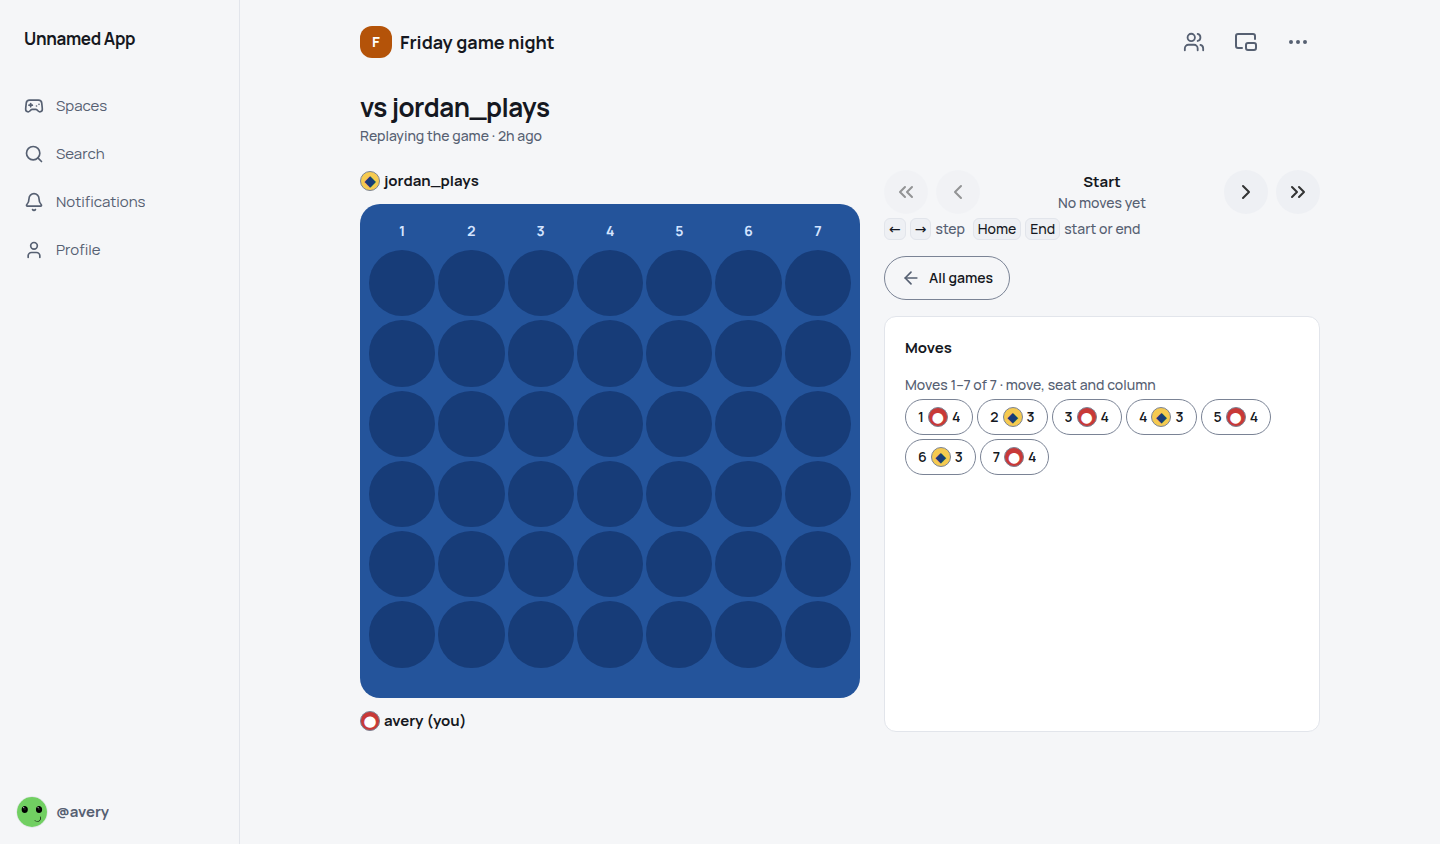 Unnamed App
Spaces
Search
Notifications
Profile
@avery
F Friday game night
vs jordan_plays
Replaying the game · 2h ago
jordan_plays
1 2 3 4 5 6 7
avery (you)
Start
No moves yet
← → step Home End start or end
All games
Moves
Moves 1–7 of 7 · move, seat and column
1 4 2 3 3 4 4 3 5 4
6 3 7 4